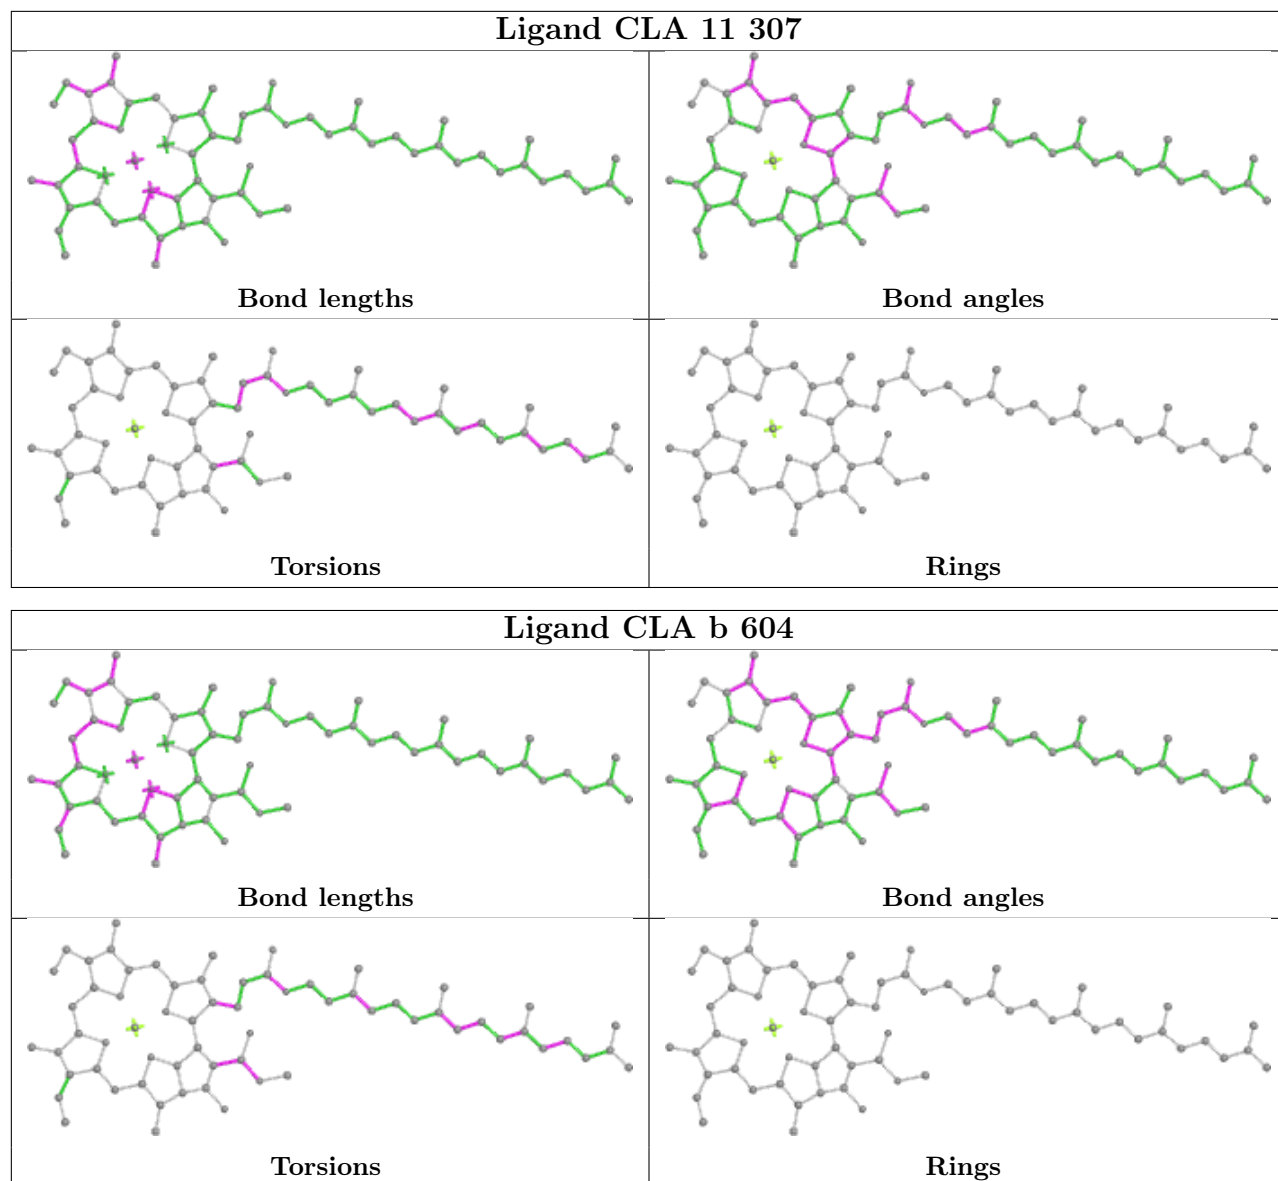 Ligand CLA 11 307
Bond lengths
Bond angles
Torsions
Rings
Ligand CLA b 604
Bond lengths
Bond angles
Torsions
Rings